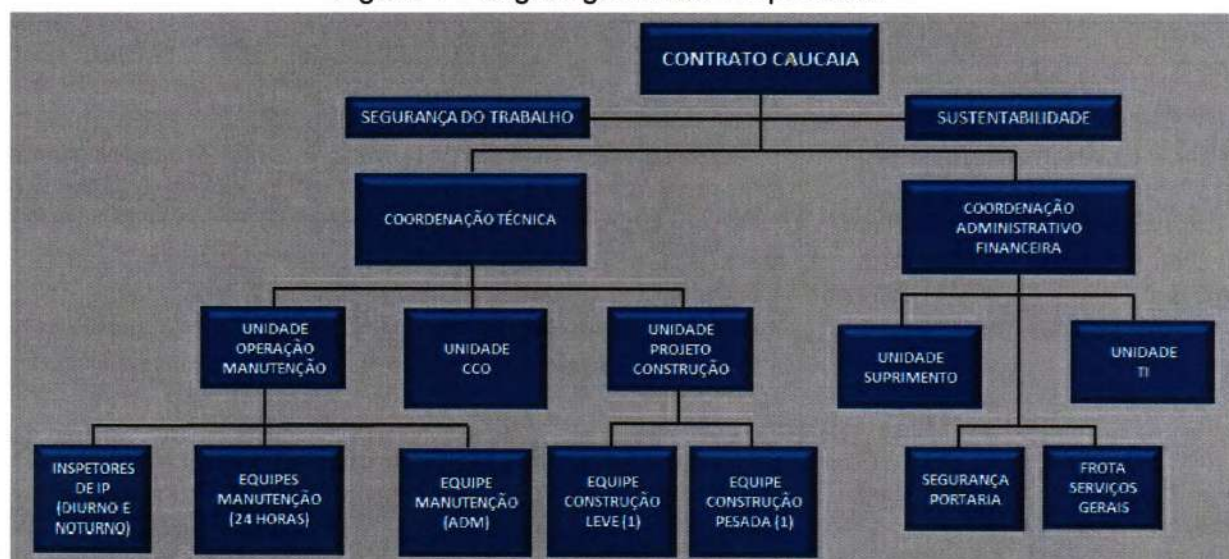 CONTRATO CAUCAIA
SEGURANÇA DO TRABALHO
SUSTENTABILIDADE
COORDENAÇÃO TÉCNICA
COORDENAÇÃO
ADMINISTRATIVO
FINANCEIRA
UNIDADE
OPERAÇÃO
MANUTENÇÃO
UNIDADE
CCO
UNIDADE
PROJETO
CONSTRUÇÃO
UNIDADE
SUPRIMENTO
UNIDADE
TI
INSPETORES
DE IP
(DIURNO E
NOTURNO)
EQUIPES
MANUTENÇÃO
(24 HORAS)
EQUIPE
MANUTENÇÃO
(ADM)
EQUIPE
CONSTRUÇÃO
LEVE (1)
EQUIPE
CONSTRUÇÃO
PESADA (1)
SEGURANÇA
PORTARIA
FROTA
SERVIÇOS
GERAIS